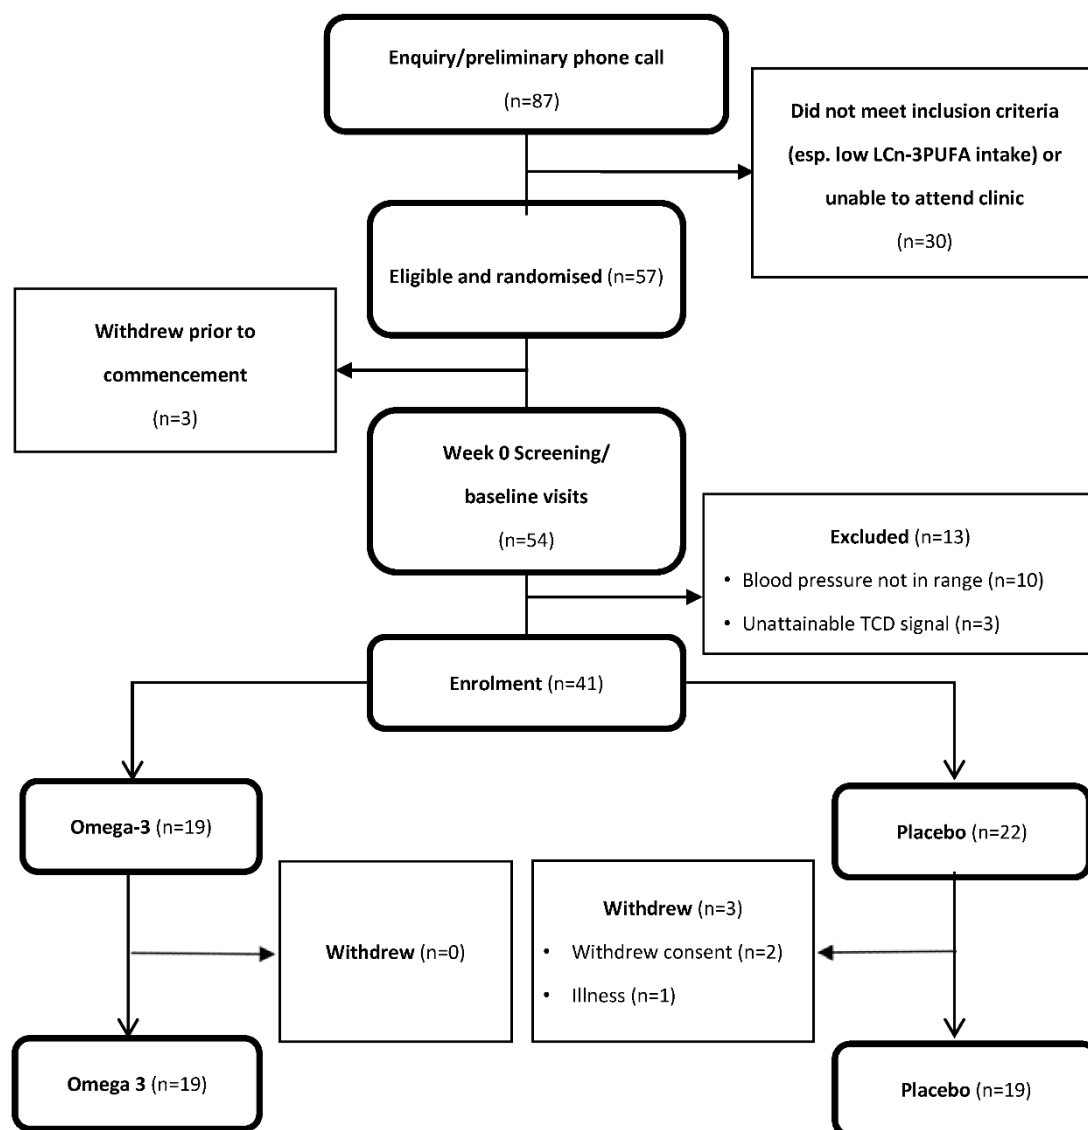 Enquiry/preliminary phone call
(n=87)
Did not meet inclusion criteria
(esp. low LCn-3PUFA intake) or
unable to attend clinic
(n=30)
Eligible and randomised (n=57)
Withdrew prior to
commencement
(n=3)
Week 0 Screening/
baseline visits
(n=54)
Excluded (n=13)
• Blood pressure not in range (n=10)
• Unattainable TCD signal (n=3)
Enrolment (n=41)
Omega-3 (n=19)
Placebo (n=22)
Withdrew (n=0)
Withdrew (n=3)
• Withdrew consent (n=2)
• Illness (n=1)
Omega 3 (n=19)
Placebo (n=19)